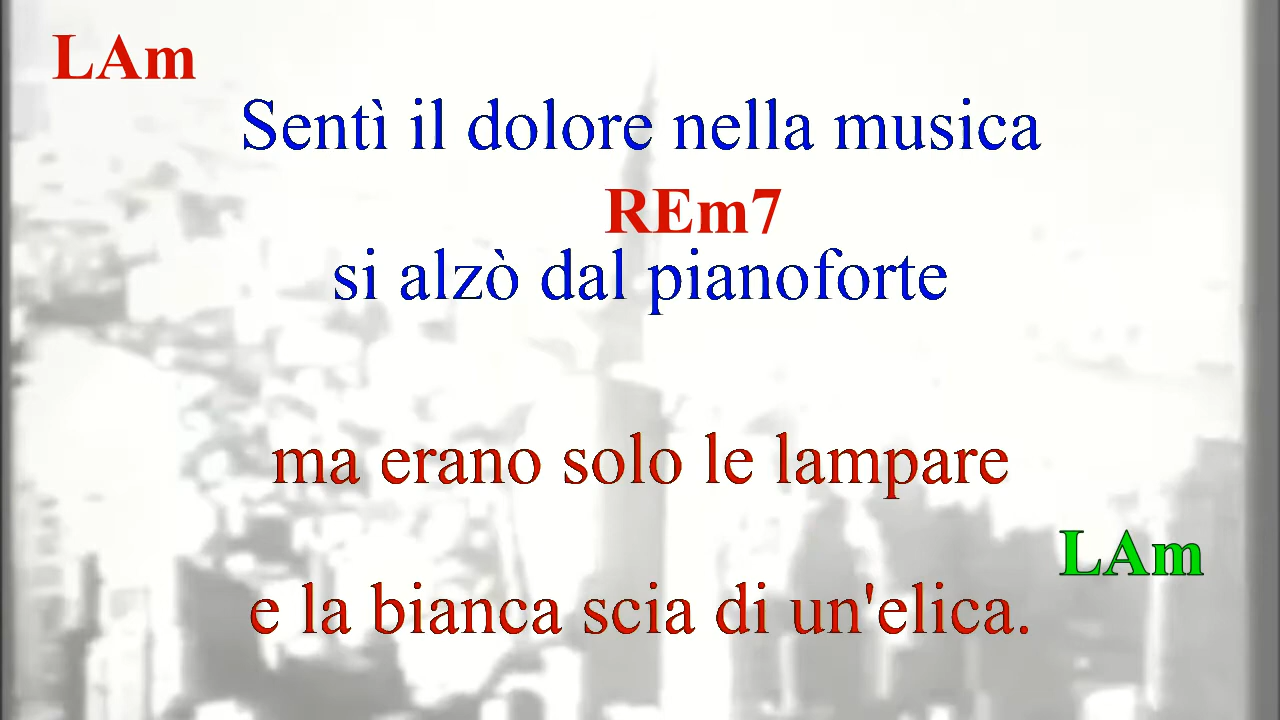 LAm
Sentì il dolore nella musica
REm7
si alzò dal pianoforte
ma erano solo le lampare
LAm
e la bianca scia di un'elica.